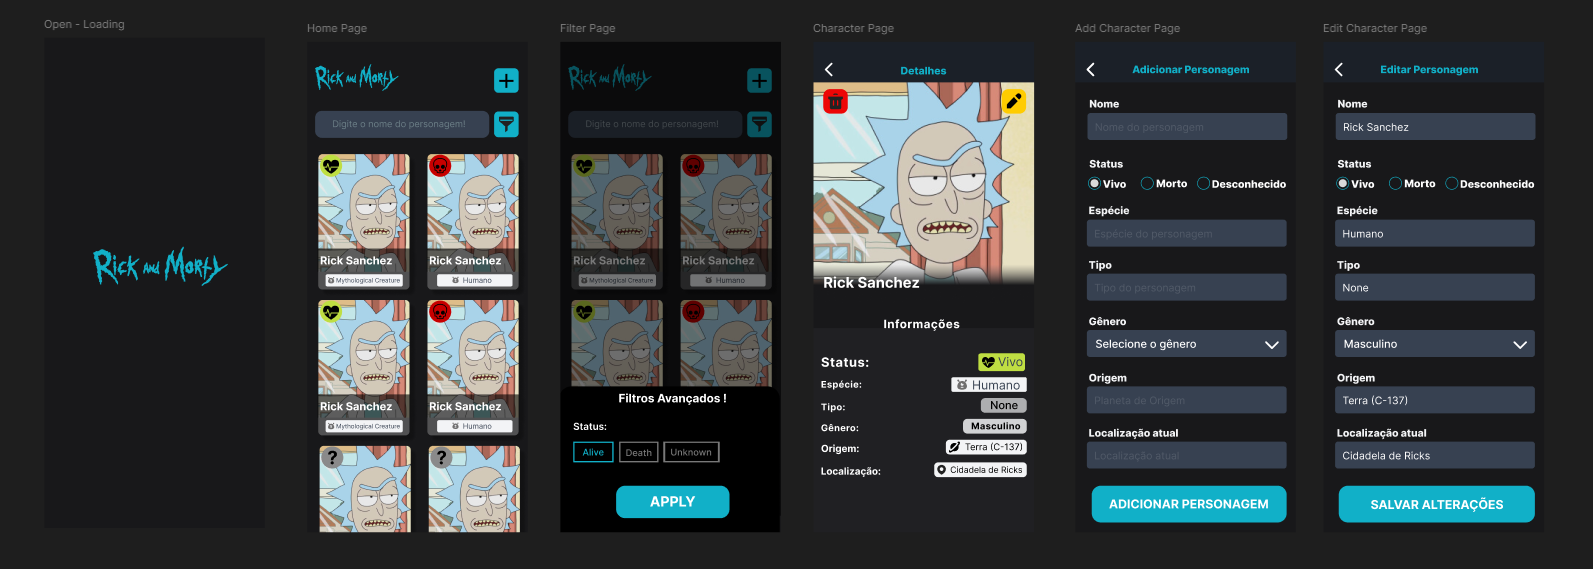 Open - Loading
Rick and Morty
Home Page
Rick and Morty
Digite o nome do personagem!
Rick Sanchez
Mythological Creature
Rick Sanchez
Humano
Rick Sanchez
Mythological Creature
Rick Sanchez
Humano
?
?
Filter Page
Rick and Morty
Digite o nome do personagem!
Rick Sanchez
Mythological Creature
Rick Sanchez
Humano
Filtros Avançados !
Status:
Alive
Death
Unknown
APPLY
Character Page
Detalhes
Rick Sanchez
Informações
Status: Vivo
Espécie: Humano
Tipo: None
Gênero: Masculino
Origem: Terra (C-137)
Localização: Cidadela de Ricks
Add Character Page
Adicionar Personagem
Nome
Nome do personagem
Status
Vivo Morto Desconhecido
Espécie
Espécie do personagem
Tipo
Tipo do personagem
Gênero
Selecione o gênero
Origem
Planeta de Origem
Localização atual
Localização atual
ADICIONAR PERSONAGEM
Edit Character Page
Editar Personagem
Nome
Rick Sanchez
Status
Vivo Morto Desconhecido
Espécie
Humano
Tipo
None
Gênero
Masculino
Origem
Terra (C-137)
Localização atual
Cidadela de Ricks
SALVAR ALTERAÇÕES